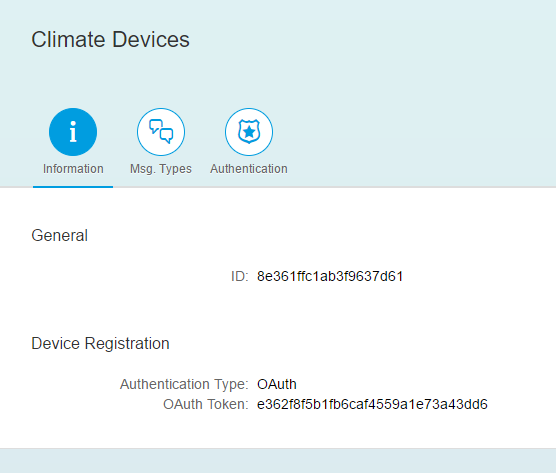 Climate Devices
Information Msg. Types Authentication
General
ID: 8e361ffc1ab3f9637d61
Device Registration
Authentication Type: OAuth
OAuth Token: e362f8f5b1fb6caf4559a1e73a43dd6